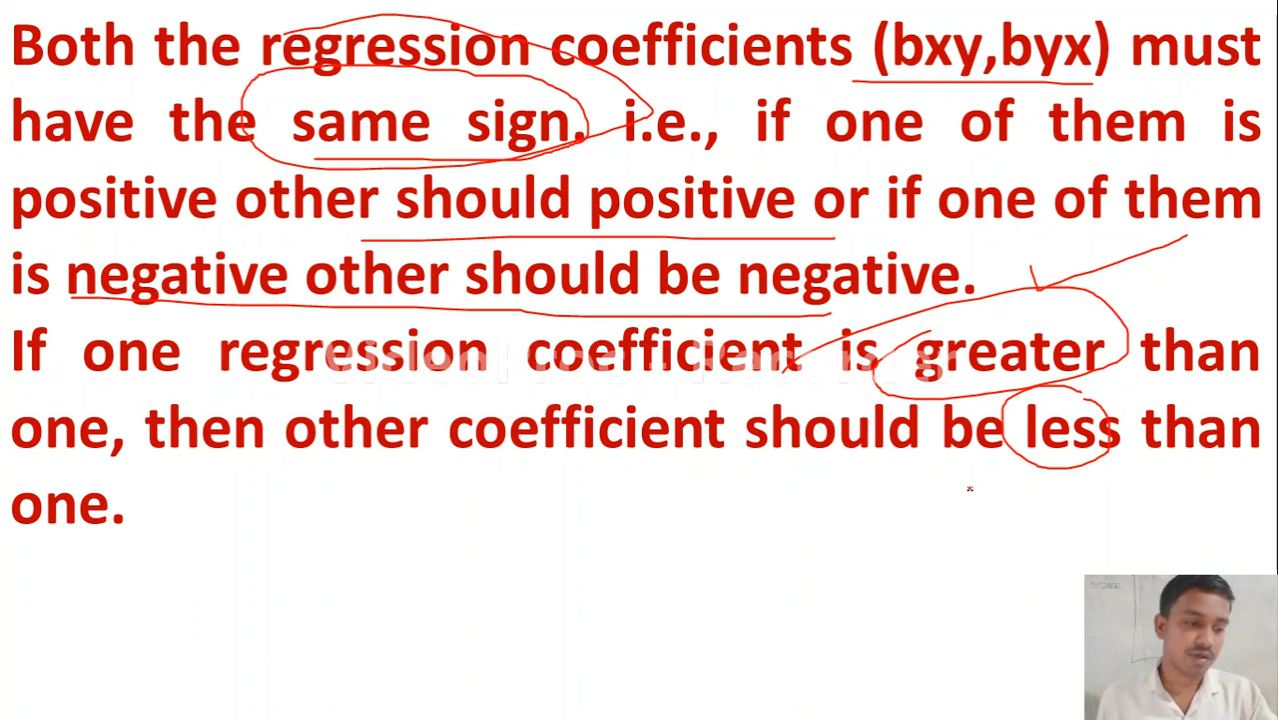 Both the regression coefficients (bxy,byx) must
have the same sign. i.e., if one of them is
positive other should positive or if one of them
is negative other should be negative.
If one regression coefficient is greater than
one, then other coefficient should be less than
one.